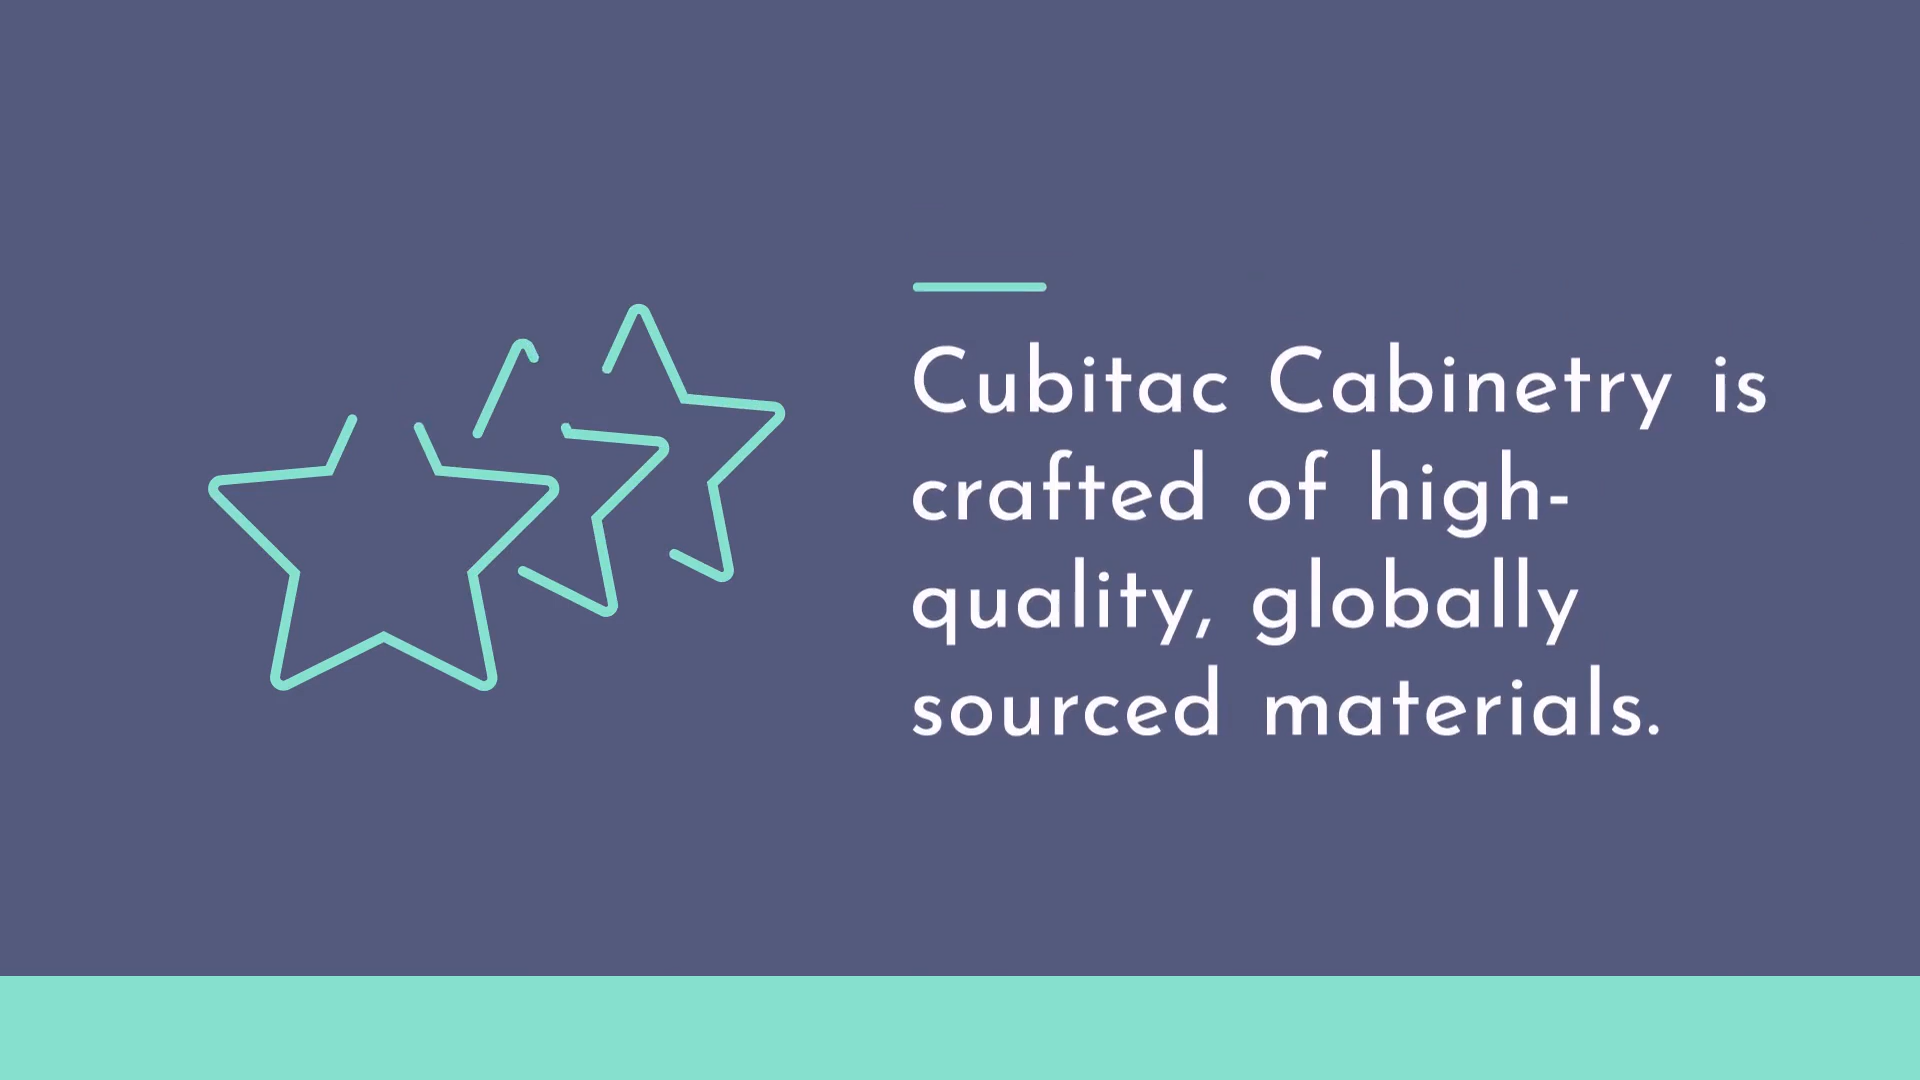 Cubitac Cabinetry is
crafted of high-
quality, globally
sourced materials.